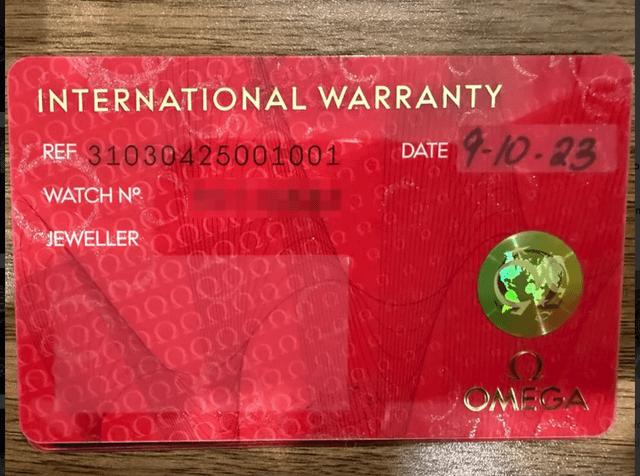 INTERNATIONAL WARRANTY
REF 31030425001001 DATE 9-10-23
WATCH Nº
JEWELLER
Ω
OMEGA